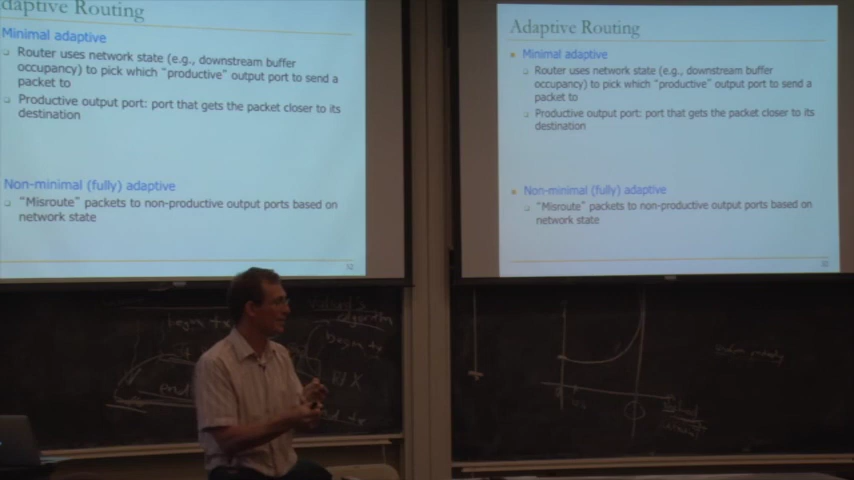 daptive Routing
Minimal adaptive
Router uses network state (e.g., downstream buffer
occupancy) to pick which "productive" output port to send a
packet to
Productive output port: port that gets the packet closer to its
destination
Non-minimal (fully) adaptive
"Misroute" packets to non-productive output ports based on
network state
Adaptive Routing
Minimal adaptive
Router uses network state (e.g., downstream buffer
occupancy) to pick which "productive" output port to send a
packet to
Productive output port: port that gets the packet closer to its
destination
Non-minimal (fully) adaptive
"Misroute" packets to non-productive output ports based on
network state
begin tx
algorithm
begin